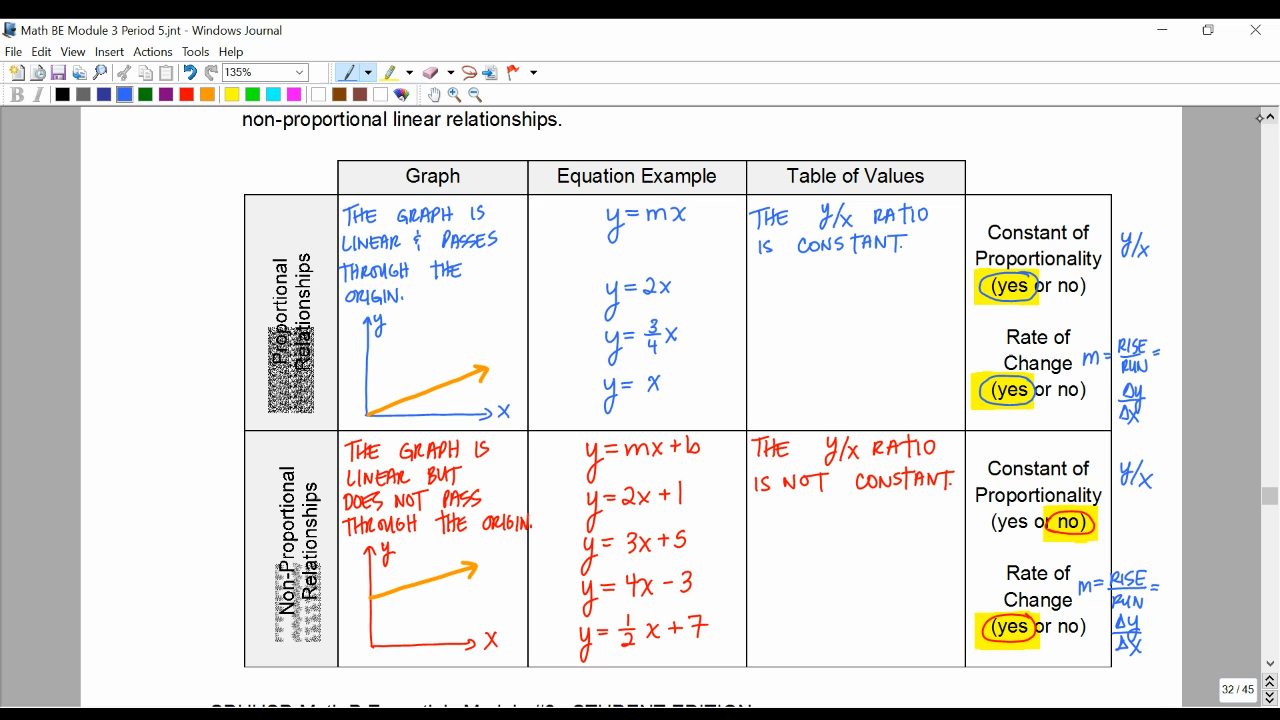 Math BE Module 3 Period 5.jnt - Windows Journal
File Edit View Insert Actions Tools Help
135%
B I
non-proportional linear relationships.
Graph Equation Example Table of Values
Proportional
Relationships
THE GRAPH IS
LINEAR & PASSES
THROUGH THE
ORIGIN.
y
x
y = mx
y = 2x
y = 3/4 x
y = x
THE y/x RATIO
IS CONSTANT.
Constant of
Proportionality
(yes or no)
y/x
Rate of
Change
(yes or no)
m = RISE/RUN =
Δy/Δx
Non-Proportional
Relationships
THE GRAPH IS
LINEAR BUT
DOES NOT PASS
THROUGH THE ORIGIN.
y
x
y = mx + b
y = 2x + 1
y = 3x + 5
y = 4x - 3
y = 1/2 x + 7
THE y/x RATIO
IS NOT CONSTANT.
Constant of
Proportionality
(yes or no)
y/x
Rate of
Change
(yes or no)
m = RISE/RUN =
Δy/Δx
32 / 45